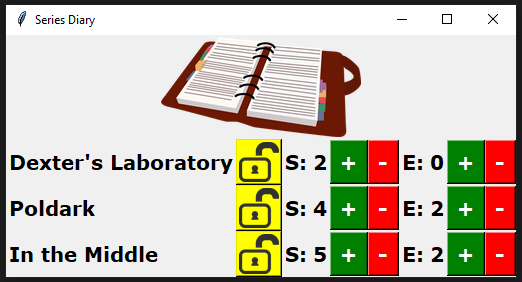 Series Diary
Dexter's Laboratory S: 2 + - E: 0 + -
Poldark S: 4 + - E: 2 + -
In the Middle S: 5 + - E: 2 + -